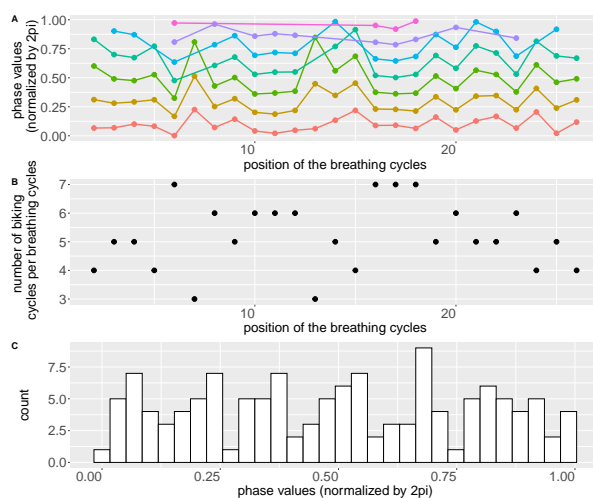 A
phase values
(normalized by 2pi)
1.00
0.75
0.50
0.25
0.00
10
20
position of the breathing cycles
B
number of biking
cycles per breathing cycles
7
6
5
4
3
10
20
position of the breathing cycles
C
count
7.5
5.0
2.5
0.0
0.00
0.25
0.50
0.75
1.00
phase values (normalized by 2pi)